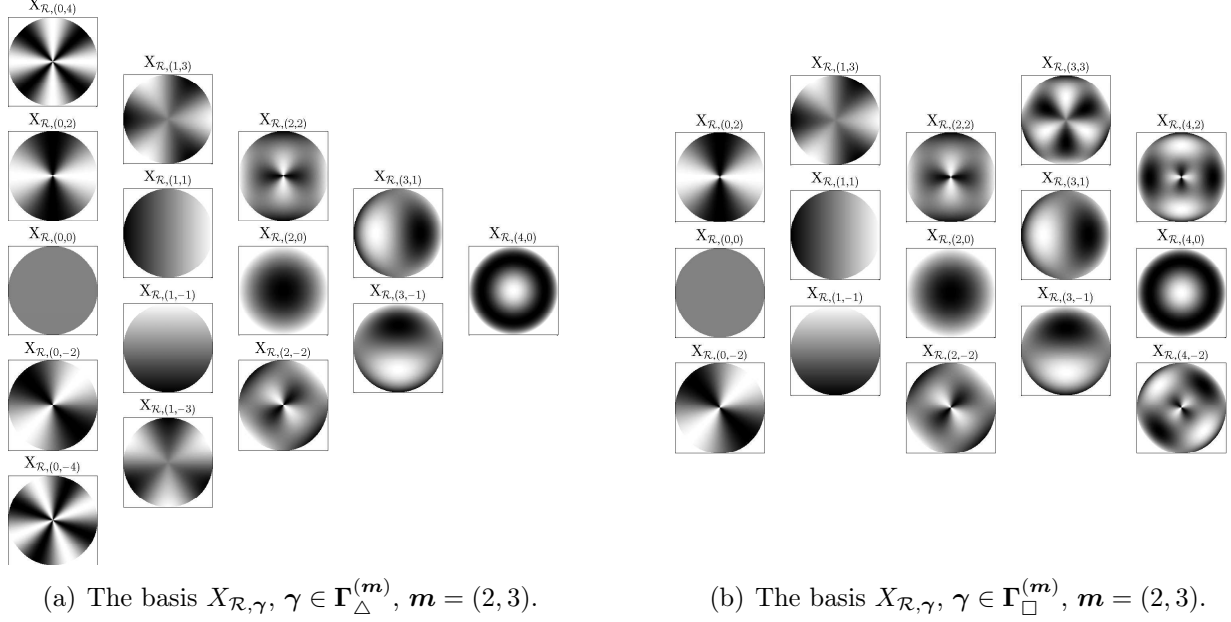 X_{R,(0,4)}
X_{R,(1,3)}
X_{R,(0,2)}
X_{R,(2,2)}
X_{R,(1,1)}
X_{R,(3,1)}
X_{R,(0,0)}
X_{R,(2,0)}
X_{R,(4,0)}
X_{R,(1,−1)}
X_{R,(3,−1)}
X_{R,(0,−2)}
X_{R,(2,−2)}
X_{R,(1,−3)}
X_{R,(0,−4)}
(a) The basis X_{R,γ}, γ ∈ Γ_△^{(m)}, m = (2, 3).
X_{R,(1,3)}
X_{R,(3,3)}
X_{R,(0,2)}
X_{R,(2,2)}
X_{R,(4,2)}
X_{R,(1,1)}
X_{R,(3,1)}
X_{R,(0,0)}
X_{R,(2,0)}
X_{R,(4,0)}
X_{R,(1,−1)}
X_{R,(3,−1)}
X_{R,(0,−2)}
X_{R,(2,−2)}
X_{R,(4,−2)}
(b) The basis X_{R,γ}, γ ∈ Γ_□^{(m)}, m = (2, 3).